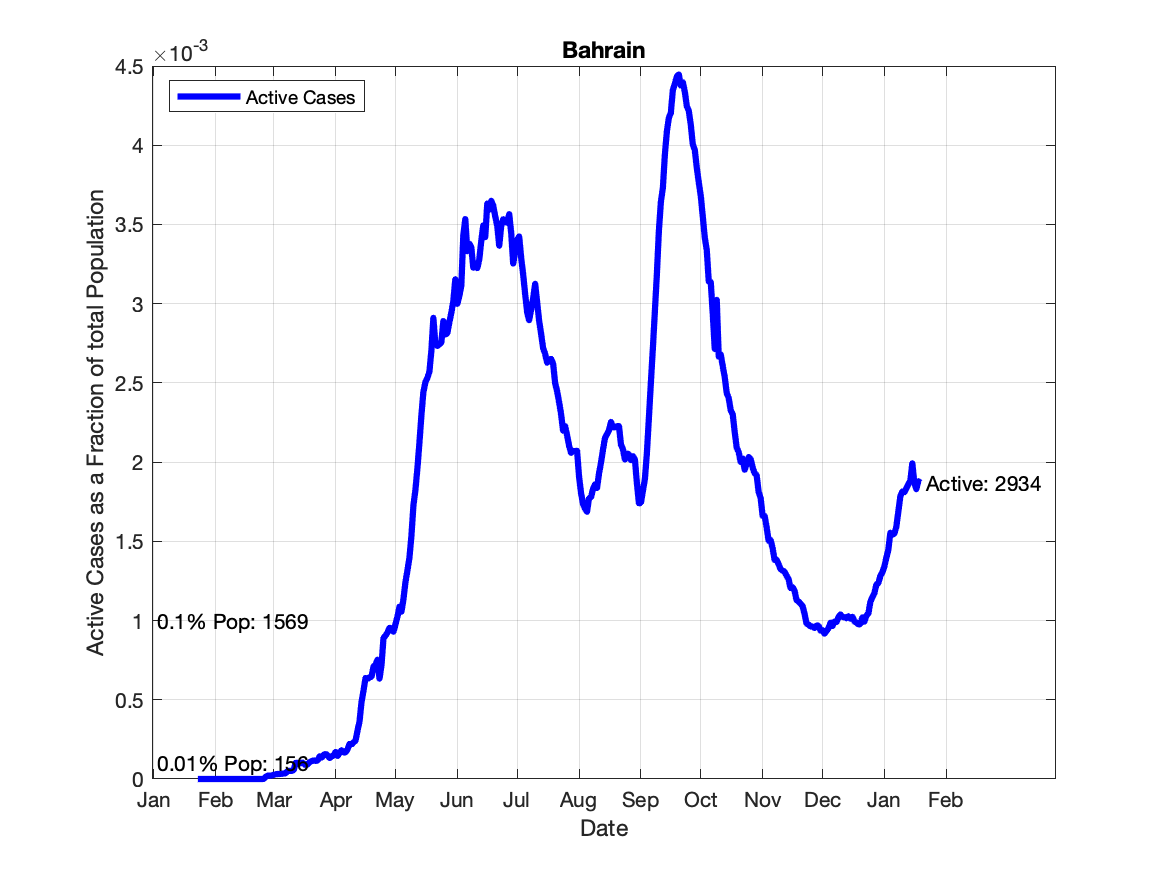 Bahrain
×10-3
Active Cases
Active Cases as a Fraction of total Population
4.5
4
3.5
3
2.5
2
1.5
1
0.5
0
Active: 2934
0.1% Pop: 1569
0.01% Pop: 156
Jan Feb Mar Apr May Jun Jul Aug Sep Oct Nov Dec Jan Feb
Date